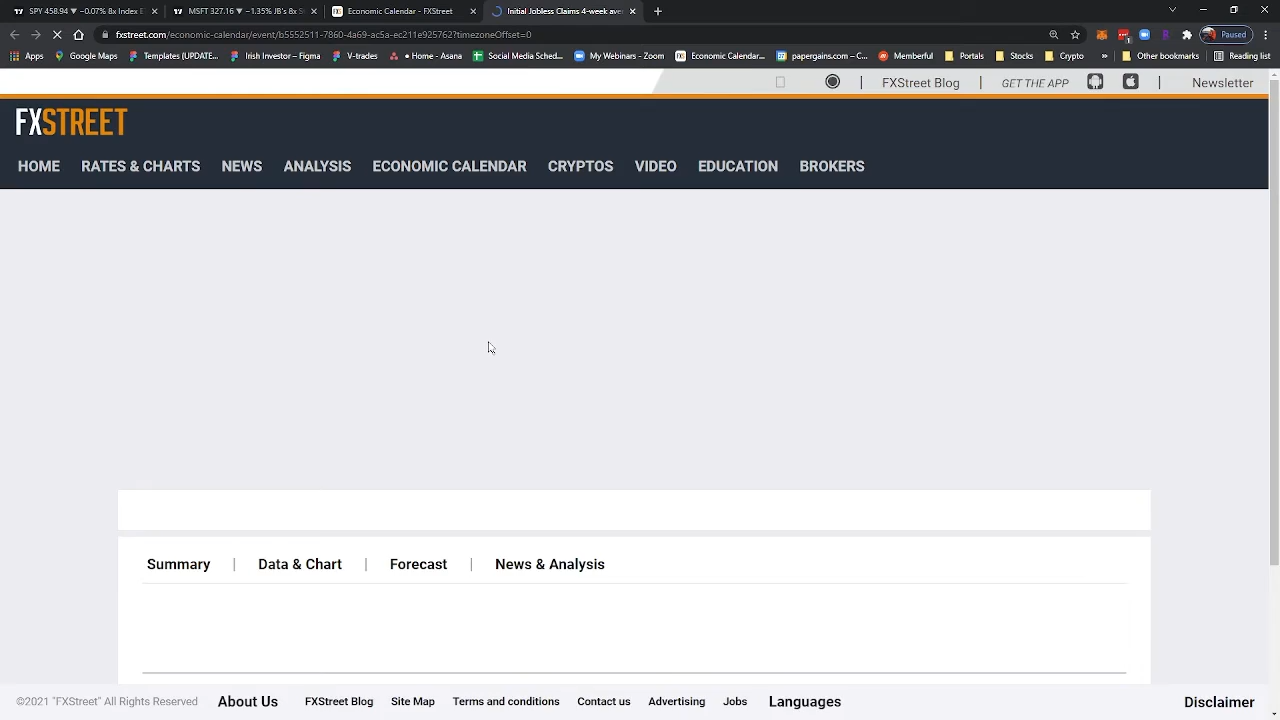 SPY 458.94 ▼ −0.07% 8x Index E
MSFT 327.16 ▼ −1.35% JB's 8x S
Economic Calendar - FXStreet
Initial Jobless Claims 4-week ave
fxstreet.com/economic-calendar/event/b5552511-7860-4a69-ac5a-ec211e925762?timezoneOffset=0
Paused
Apps
Google Maps
Templates (UPDATE...
Irish Investor – Figma
V-trades
• Home - Asana
Social Media Sched...
My Webinars - Zoom
Economic Calendar...
papergains.com – C...
Memberful
Portals
Stocks
Crypto
»
Other bookmarks
Reading list
FXStreet Blog | GET THE APP | Newsletter
FXSTREET
HOME RATES & CHARTS NEWS ANALYSIS ECONOMIC CALENDAR CRYPTOS VIDEO EDUCATION BROKERS
Summary | Data & Chart | Forecast | News & Analysis
©2021 "FXStreet" All Rights Reserved About Us FXStreet Blog Site Map Terms and conditions Contact us Advertising Jobs Languages Disclaimer